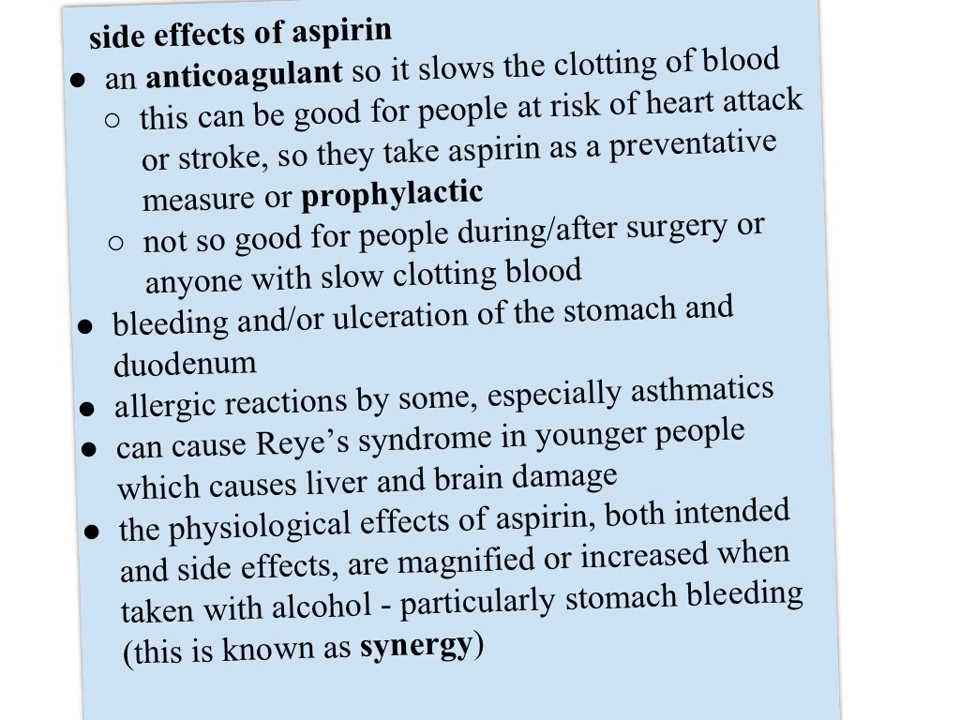 side effects of aspirin
● an anticoagulant so it slows the clotting of blood
○ this can be good for people at risk of heart attack
or stroke, so they take aspirin as a preventative
measure or prophylactic
○ not so good for people during/after surgery or
anyone with slow clotting blood
● bleeding and/or ulceration of the stomach and
duodenum
● allergic reactions by some, especially asthmatics
● can cause Reye’s syndrome in younger people
which causes liver and brain damage
● the physiological effects of aspirin, both intended
and side effects, are magnified or increased when
taken with alcohol - particularly stomach bleeding
(this is known as synergy)